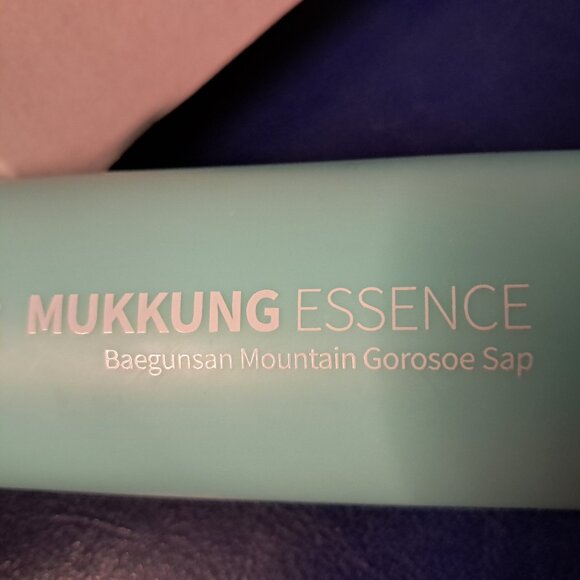 MUKKUNG ESSENCE
Baegunsan Mountain Gorosoe Sap